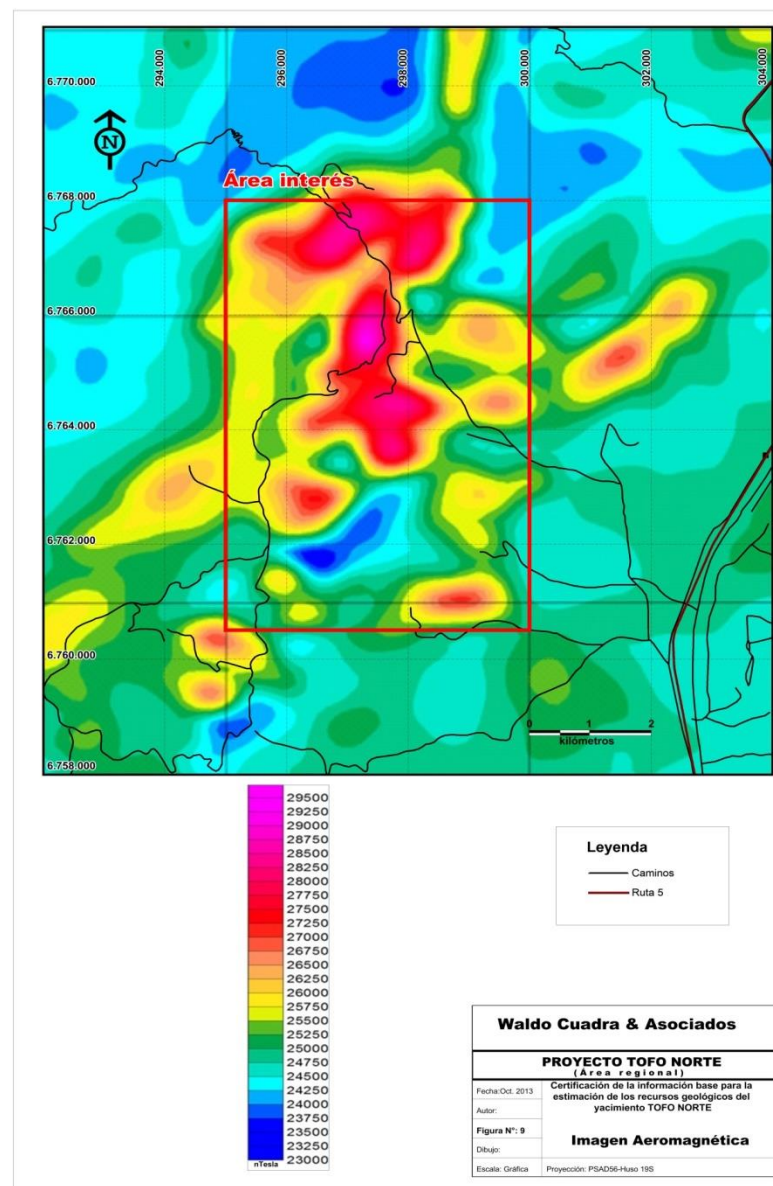 294.000
296.000
298.000
300.000
302.000
304.000
6.770.000
N
Área interés
6.768.000
6.766.000
6.764.000
6.762.000
6.760.000
6.758.000
0 1 2
kilómetros
29500
29250
29000
28750
28500
28250
28000
27750
27500
27250
27000
26750
26500
26250
26000
25750
25500
25250
25000
24750
24500
24250
24000
23750
23500
23250
23000
nTesla
Leyenda
Caminos
Ruta 5
Waldo Cuadra & Asociados
PROYECTO TOFO NORTE
(Área regional)
Fecha:Oct. 2013
Certificación de la información base para la
estimación de los recursos geológicos del
yacimiento TOFO NORTE
Autor:
Figura N°: 9
Imagen Aeromagnética
Dibujo:
Escala: Gráfica
Proyección: PSAD56-Huso 19S